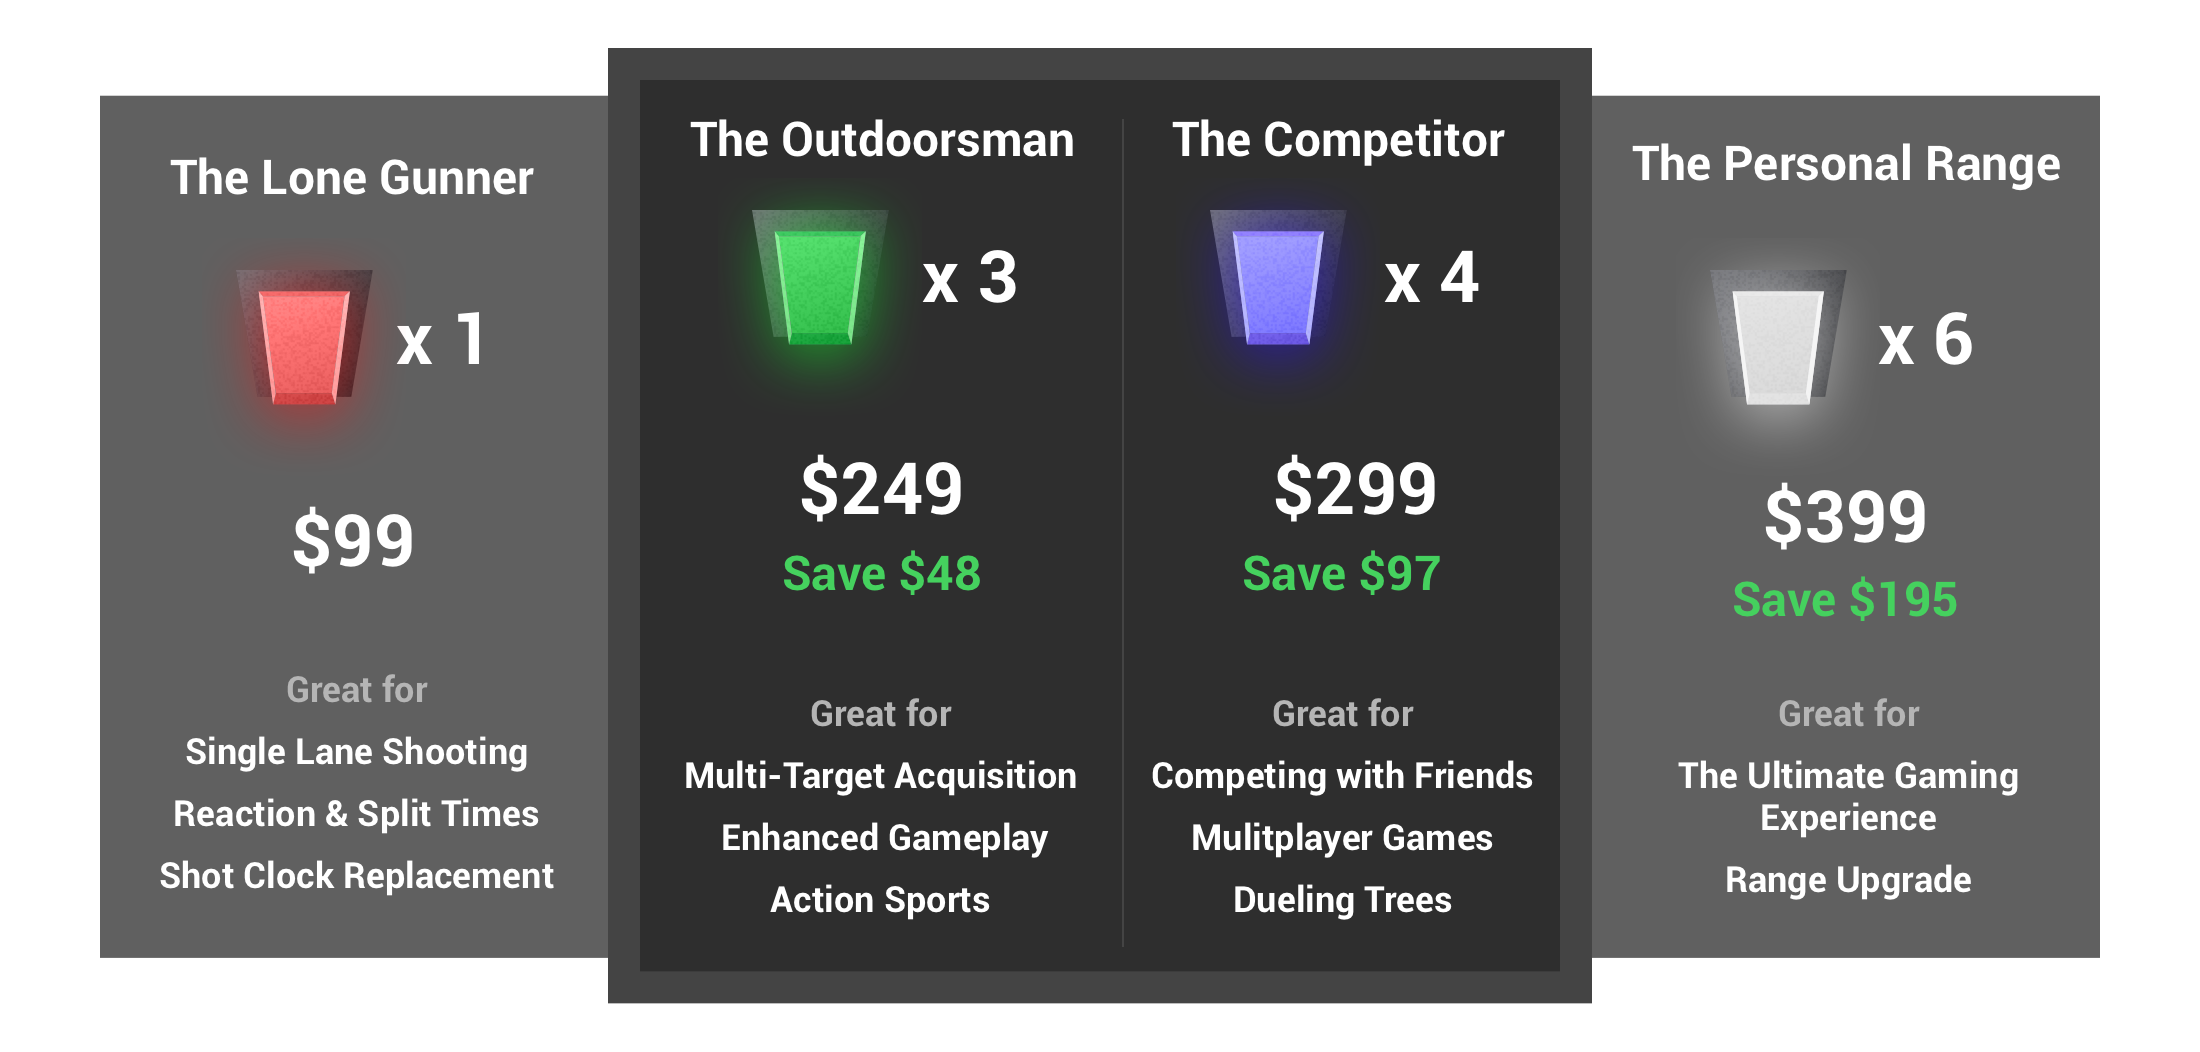 The Lone Gunner
x 1
$99
Great for
Single Lane Shooting
Reaction & Split Times
Shot Clock Replacement
The Outdoorsman
x 3
$249
Save $48
Great for
Multi-Target Acquisition
Enhanced Gameplay
Action Sports
The Competitor
x 4
$299
Save $97
Great for
Competing with Friends
Mulitplayer Games
Dueling Trees
The Personal Range
x 6
$399
Save $195
Great for
The Ultimate Gaming
Experience
Range Upgrade